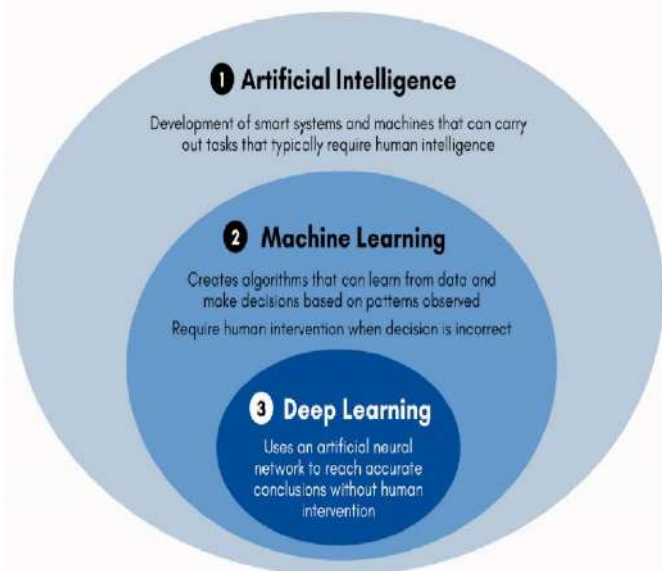 1 Artificial Intelligence
Development of smart systems and machines that can carry
out tasks that typically require human intelligence
2 Machine Learning
Creates algorithms that can learn from data and
make decisions based on patterns observed
Require human intervention when decision is incorrect
3 Deep Learning
Uses an artificial neural
network to reach accurate
conclusions without human
intervention